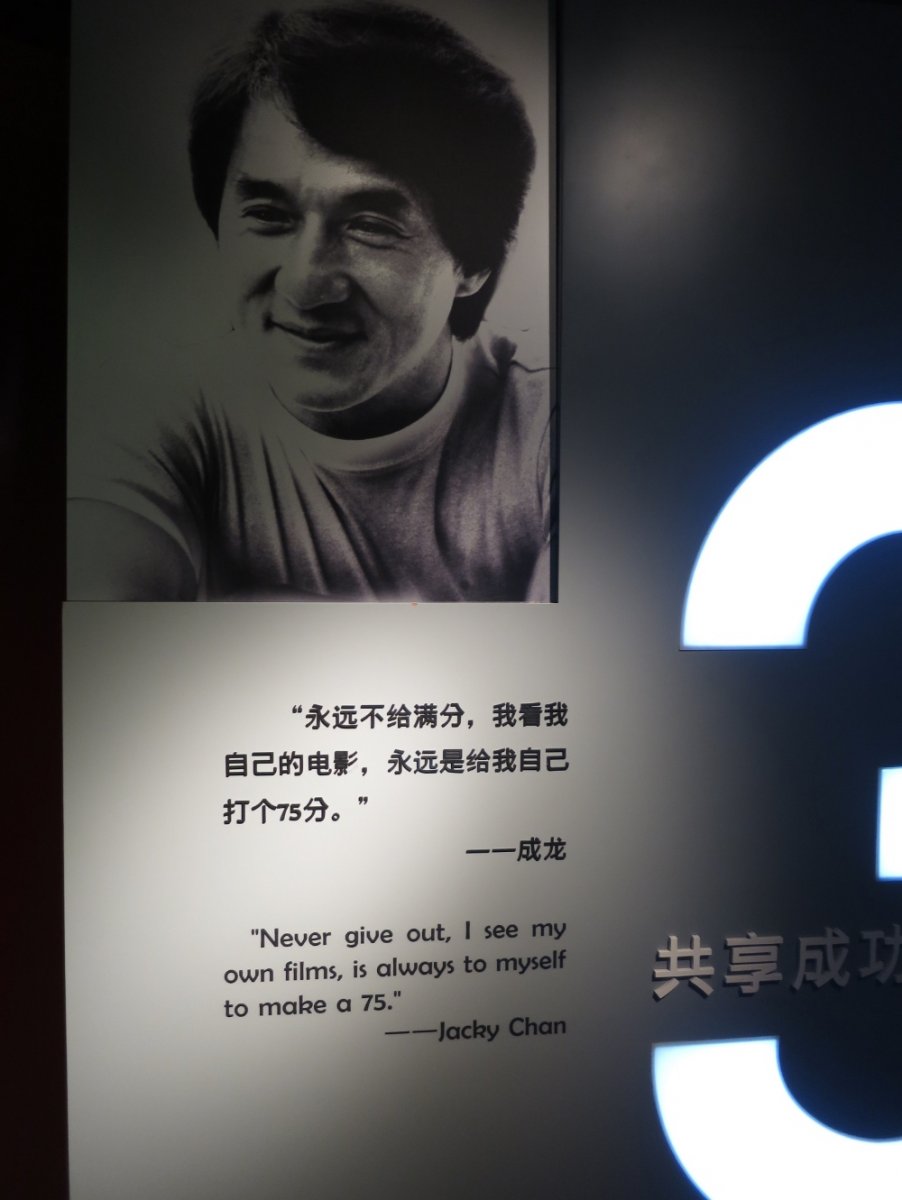 “永远不给满分，我看我
自己的电影，永远是给我自己
打个75分。”
——成龙
"Never give out, I see my
own films, is always to myself
to make a 75."
——Jacky Chan
3
共享成功